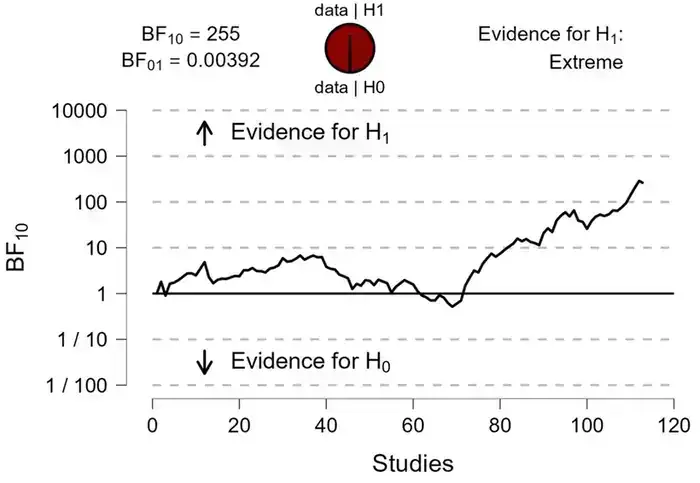 data | H1
BF10 = 255
BF01 = 0.00392
data | H0
Evidence for H1:
Extreme
10000
1000
100
10
1
1 / 10
1 / 100
BF10
Evidence for H1
Evidence for H0
0
20
40
60
80
100
120
Studies